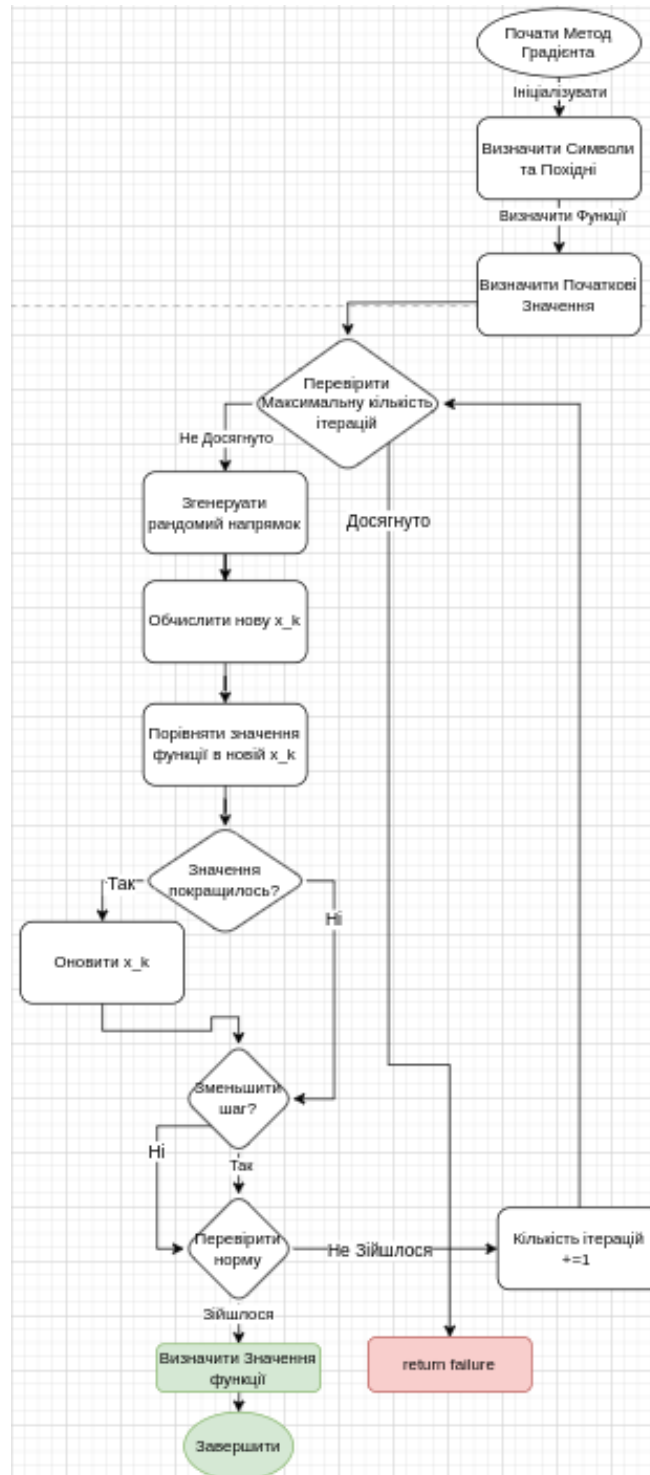 Почати Метод
Градієнта
Ініціалізувати
Визначити Символи
та Похідні
Визначити Функції
Визначити Початкові
Значення
Перевірити
Максимальну кількість
ітерацій
Не Досягнуто
Згенеруати
рандомий напрямок
Досягнуто
Обчислити нову x_k
Порівняти значення
функції в новій x_k
Значення
покращилось?
Так
Ні
Оновити x_k
Зменьшити
шаг?
Ні
Так
Перевірити
норму
Не Зійшлося
Кількість ітерацій
+=1
Зійшлося
Визначити Значення
функції
return failure
Завершити